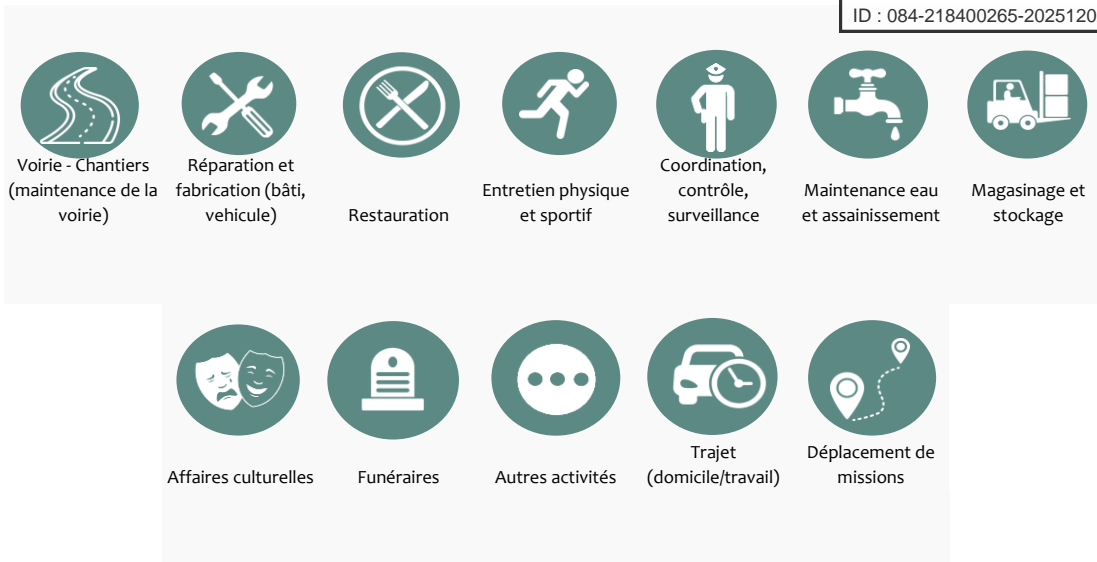 ID : 084-218400265-2025120
Voirie - Chantiers
(maintenance de la
voirie)
Réparation et
fabrication (bâti,
vehicule)
Restauration
Entretien physique
et sportif
Coordination,
contrôle,
surveillance
Maintenance eau
et assainissement
Magasinage et
stockage
Affaires culturelles
Funéraires
Autres activités
Trajet
(domicile/travail)
Déplacement de
missions